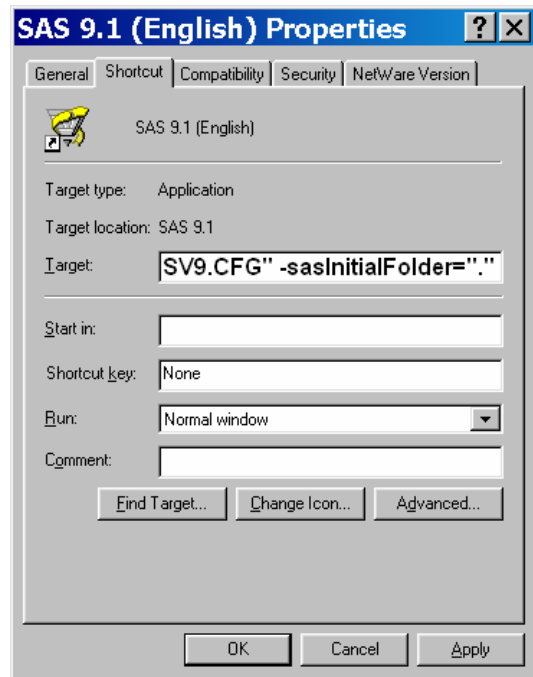 SAS 9.1 (English) Properties ? ×
General Shortcut Compatibility Security NetWare Version
SAS 9.1 (English)
Target type: Application
Target location: SAS 9.1
Target: SV9.CFG" -sasInitialFolder="."
Start in:
Shortcut key: None
Run: Normal window
Comment:
Find Target... Change Icon... Advanced...
OK Cancel Apply